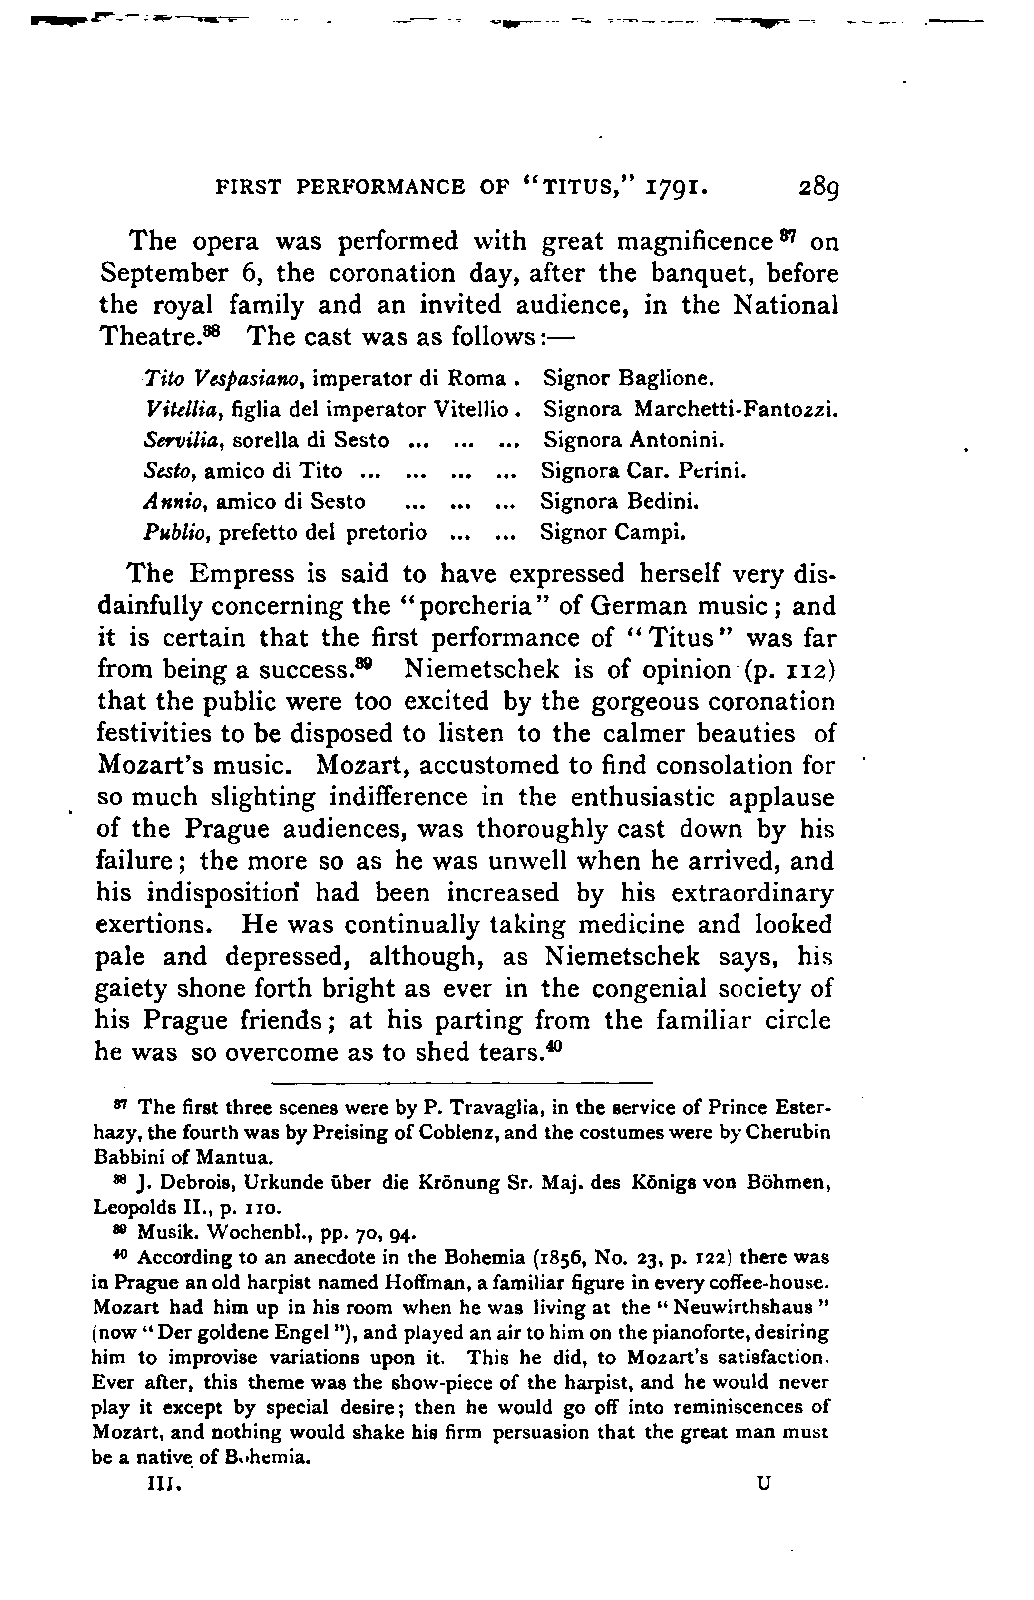 FIRST PERFORMANCE OF "TITUS," 1791. 289
The opera was performed with great magnificence 37 on
September 6, the coronation day, after the banquet, before
the royal family and an invited audience, in the National
Theatre.38 The cast was as follows:—
Tito Vespasiano, imperator di Roma . Signor Baglione.
Vitellia, figlia del imperator Vitellio . Signora Marchetti-Fantozzi.
Servilia, sorella di Sesto ... ... ... Signora Antonini.
Sesto, amico di Tito ... ... ... ... Signora Car. Perini.
Annio, amico di Sesto ... ... ... Signora Bedini.
Publio, prefetto del pretorio ... ... Signor Campi.
The Empress is said to have expressed herself very dis-
dainfully concerning the "porcheria" of German music; and
it is certain that the first performance of "Titus" was far
from being a success.39 Niemetschek is of opinion (p. 112)
that the public were too excited by the gorgeous coronation
festivities to be disposed to listen to the calmer beauties of
Mozart's music. Mozart, accustomed to find consolation for
so much slighting indifference in the enthusiastic applause
of the Prague audiences, was thoroughly cast down by his
failure; the more so as he was unwell when he arrived, and
his indisposition had been increased by his extraordinary
exertions. He was continually taking medicine and looked
pale and depressed, although, as Niemetschek says, his
gaiety shone forth bright as ever in the congenial society of
his Prague friends; at his parting from the familiar circle
he was so overcome as to shed tears.40
37 The first three scenes were by P. Travaglia, in the service of Prince Ester-
hazy, the fourth was by Preising of Coblenz, and the costumes were by Cherubin
Babbini of Mantua.
38 J. Debrois, Urkunde über die Krönung Sr. Maj. des Königs von Böhmen,
Leopolds II., p. 110.
39 Musik. Wochenbl., pp. 70, 94.
40 According to an anecdote in the Bohemia (1856, No. 23, p. 122) there was
in Prague an old harpist named Hoffman, a familiar figure in every coffee-house.
Mozart had him up in his room when he was living at the "Neuwirthshaus"
(now "Der goldene Engel"), and played an air to him on the pianoforte, desiring
him to improvise variations upon it. This he did, to Mozart's satisfaction.
Ever after, this theme was the show-piece of the harpist, and he would never
play it except by special desire; then he would go off into reminiscences of
Mozart, and nothing would shake his firm persuasion that the great man must
be a native of Bohemia.
III. U